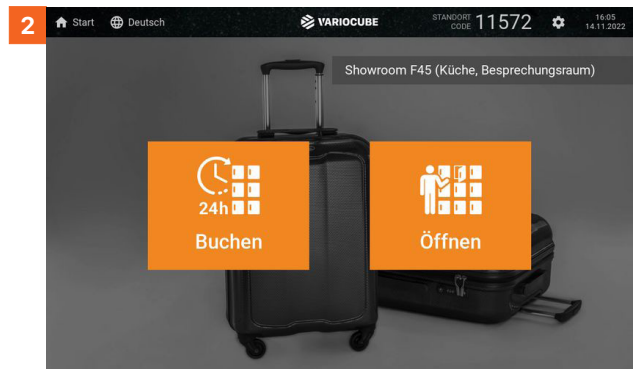 2
Start
Deutsch
VARIOCUBE
STANDORT
CODE
11572
16:05
14.11.2022
Showroom F45 (Küche, Besprechungsraum)
24h
Buchen
Öffnen